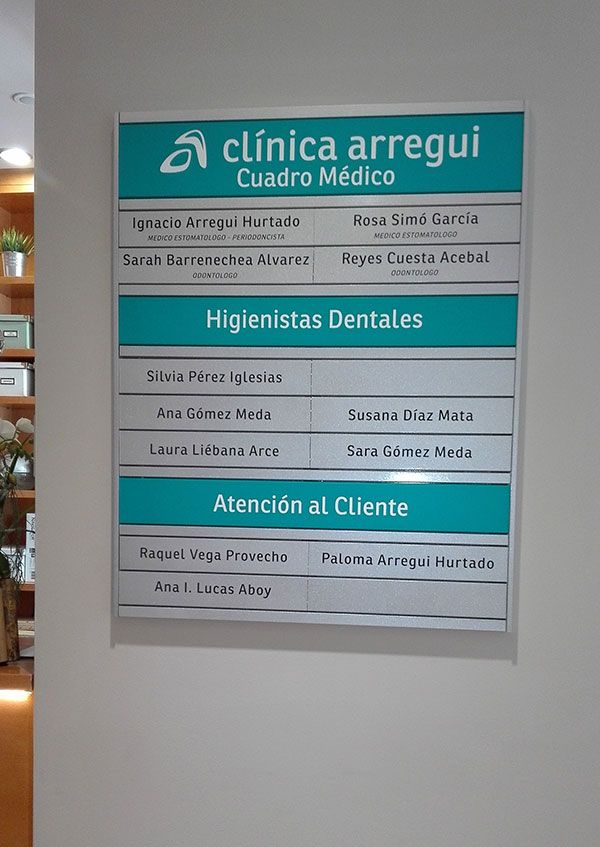 clínica arregui
Cuadro Médico
Ignacio Arregui Hurtado
MEDICO ESTOMATOLOGO - PERIODONCISTA
Rosa Simó García
MEDICO ESTOMATOLOGO
Sarah Barrenechea Alvarez
ODONTOLOGO
Reyes Cuesta Acebal
ODONTOLOGO
Higienistas Dentales
Silvia Pérez Iglesias
Ana Gómez Meda
Susana Díaz Mata
Laura Liébana Arce
Sara Gómez Meda
Atención al Cliente
Raquel Vega Provecho
Paloma Arregui Hurtado
Ana I. Lucas Aboy